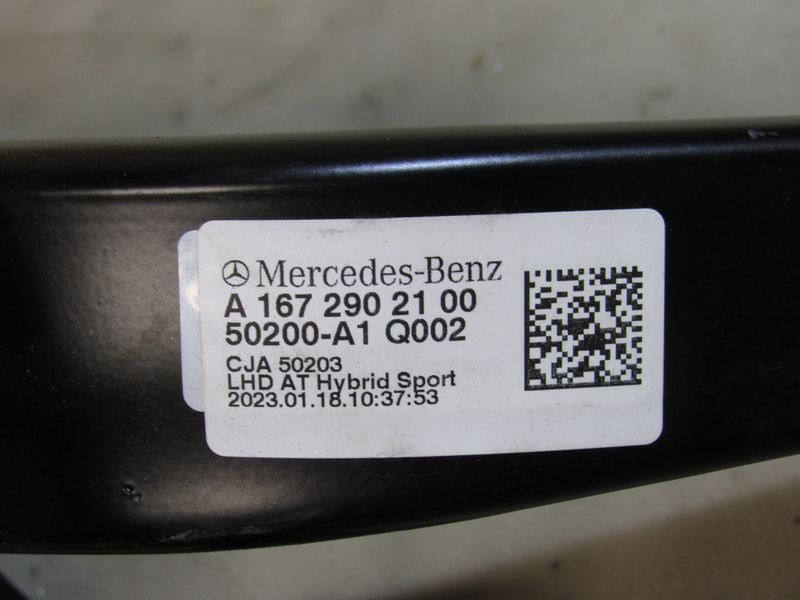 Mercedes-Benz
A 167 290 21 00
50200-A1 Q002
CJA 50203
LHD AT Hybrid Sport
2023.01.18.10:37:53